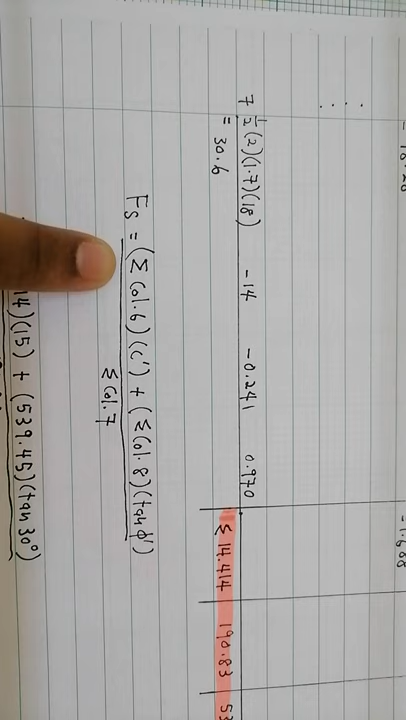 7 ½(2)(1.7)(18) -14 -0.241 0.970
= 30.6
Σ 14.414 190.83
Fs = (Σ Col.6)(c') + (Σ Col.8)(tan φ')
Σ Col.7
14)(15) + (539.45)(tan 30°)